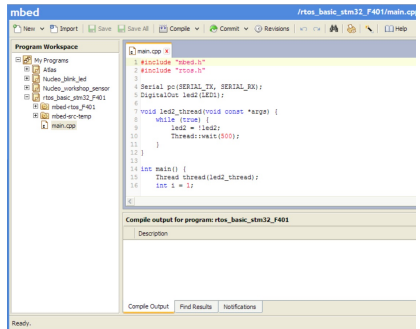 mbed
/rtos_basic_stm32_F401/main.cpp
New Import Save Save All Compile Commit Revisions Help
Program Workspace
My Programs
Atlas
Nucleo_blink_led
Nucleo_workshop_sensor
rtos_basic_stm32_F401
mbed-rtos_F401
mbed-src-temp
main.cpp
main.cpp x
1 #include "mbed.h"
2 #include "rtos.h"
3
4 Serial pc(SERIAL_TX, SERIAL_RX);
5 DigitalOut led2(LED1);
6
7 void led2_thread(void const *args) {
8 while (true) {
9 led2 = !led2;
10 Thread::wait(500);
11 }
12 }
13
14 int main() {
15 Thread thread(led2_thread);
16 int i = 1;
Compile output for program: rtos_basic_stm32_F401
Description
Compile Output Find Results Notifications
Ready.